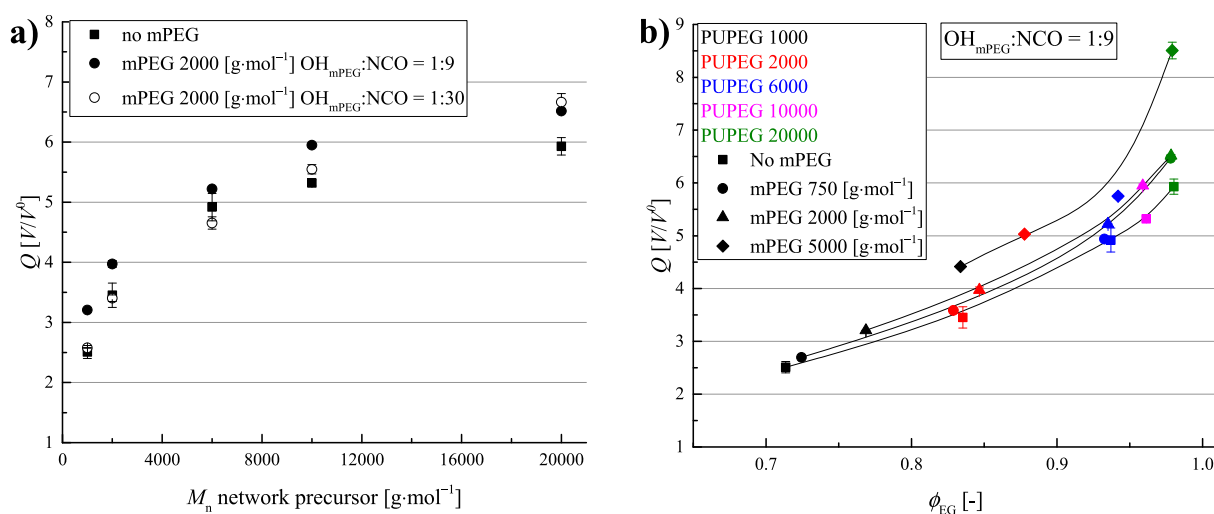 a)
no mPEG
mPEG 2000 [g·mol⁻¹] OHmPEG:NCO = 1:9
mPEG 2000 [g·mol⁻¹] OHmPEG:NCO = 1:30
Q [V/V⁰]
8
7
6
5
4
3
2
1
0 4000 8000 12000 16000 20000
Mn network precursor [g·mol⁻¹]
b)
PUPEG 1000
PUPEG 2000
PUPEG 6000
PUPEG 10000
PUPEG 20000
No mPEG
mPEG 750 [g·mol⁻¹]
mPEG 2000 [g·mol⁻¹]
mPEG 5000 [g·mol⁻¹]
OHmPEG:NCO = 1:9
Q [V/V⁰]
9
8
7
6
5
4
3
2
1
0.7 0.8 0.9 1.0
ϕEG [-]